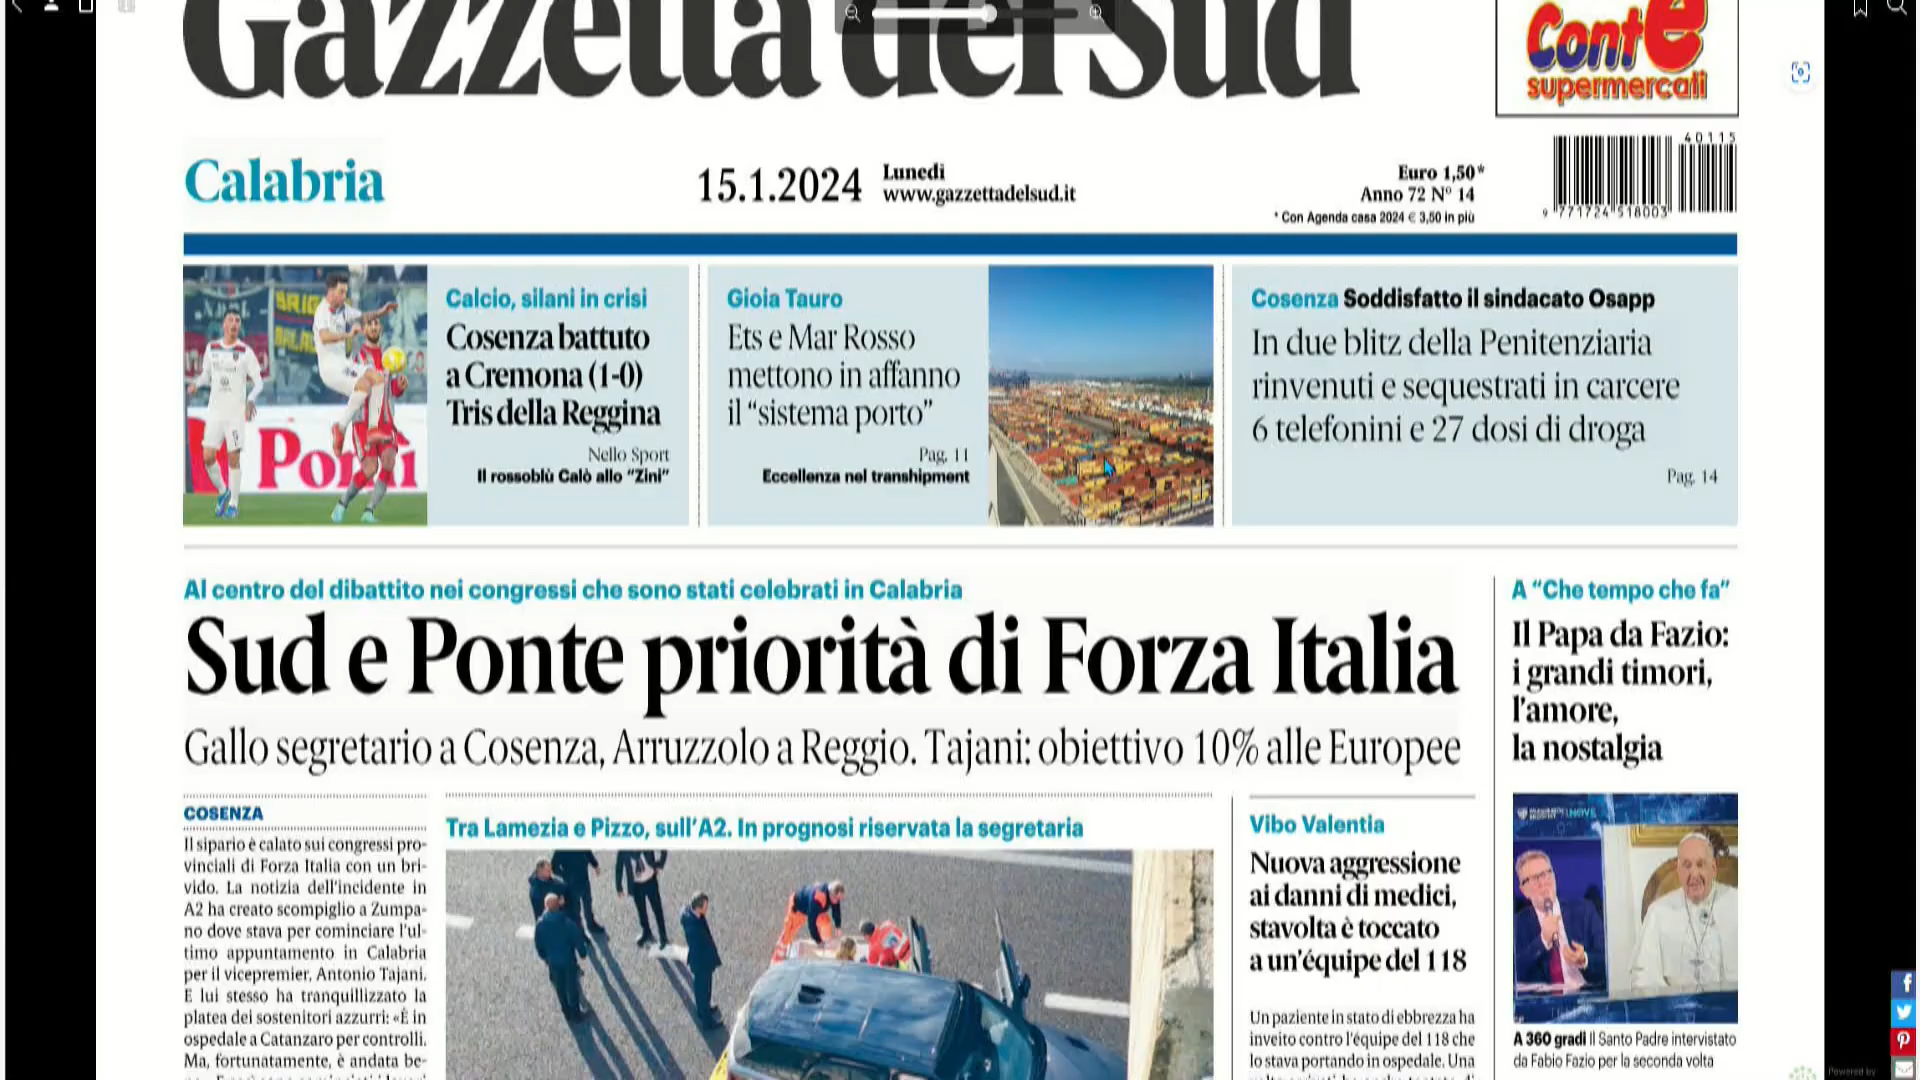 Gazzetta del Sud
Conte
supermercati
Calabria
15.1.2024
Lunedì
www.gazzettadelsud.it
Euro 1,50*
Anno 72 N° 14
* Con Agenda casa 2024 € 3,50 in più
40115
9 771724 518003
Calcio, silani in crisi
Cosenza battuto
a Cremona (1-0)
Tris della Reggina
Nello Sport
Il rossoblù Calò allo “Zini”
Gioia Tauro
Ets e Mar Rosso
mettono in affanno
il “sistema porto”
Pag. 11
Eccellenza nel transhipment
Cosenza Soddisfatto il sindacato Osapp
In due blitz della Penitenziaria
rinvenuti e sequestrati in carcere
6 telefonini e 27 dosi di droga
Pag. 14
Al centro del dibattito nei congressi che sono stati celebrati in Calabria
Sud e Ponte priorità di Forza Italia
Gallo segretario a Cosenza, Arruzzolo a Reggio. Tajani: obiettivo 10% alle Europee
COSENZA
Il sipario è calato sui congressi pro-
vinciali di Forza Italia con un bri-
vido. La notizia dell'incidente in
A2 ha creato scompiglio a Zumpa-
no dove stava per cominciare l'ul-
timo appuntamento in Calabria
per il vicepremier, Antonio Tajani.
E lui stesso ha tranquillizzato la
platea dei sostenitori azzurri: «È in
ospedale a Catanzaro per controlli.
Ma, fortunatamente, è andata be-
Tra Lamezia e Pizzo, sull'A2. In prognosi riservata la segretaria
Vibo Valentia
Nuova aggressione
ai danni di medici,
stavolta è toccato
a un'équipe del 118
Un paziente in stato di ebbrezza ha
inveito contro l'équipe del 118 che
lo stava portando in ospedale. Una
A “Che tempo che fa”
Il Papa da Fazio:
i grandi timori,
l'amore,
la nostalgia
A 360 gradi Il Santo Padre intervistato
da Fabio Fazio per la seconda volta
Powered by